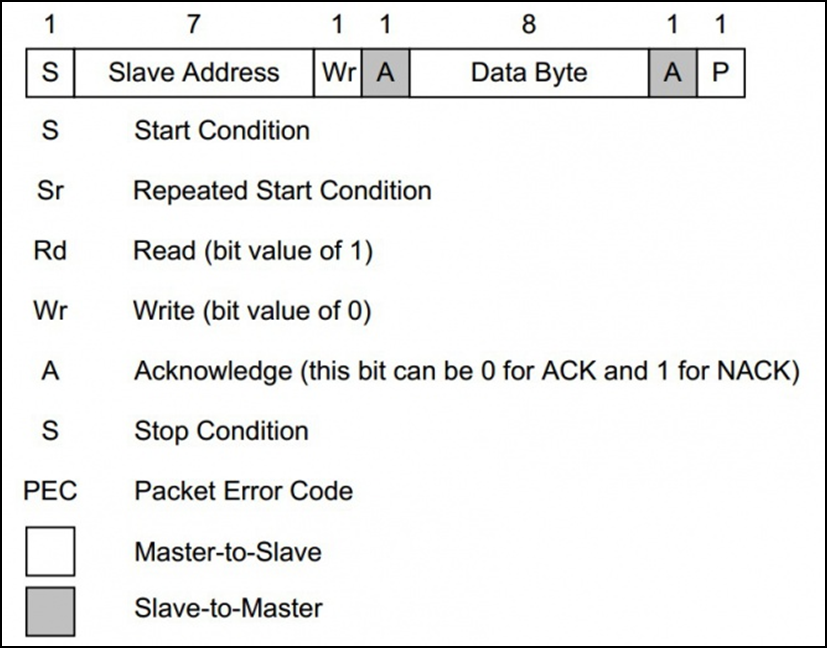 1 7 1 1 8 1 1
S Slave Address Wr A Data Byte A P
S Start Condition
Sr Repeated Start Condition
Rd Read (bit value of 1)
Wr Write (bit value of 0)
A Acknowledge (this bit can be 0 for ACK and 1 for NACK)
S Stop Condition
PEC Packet Error Code
Master-to-Slave
Slave-to-Master